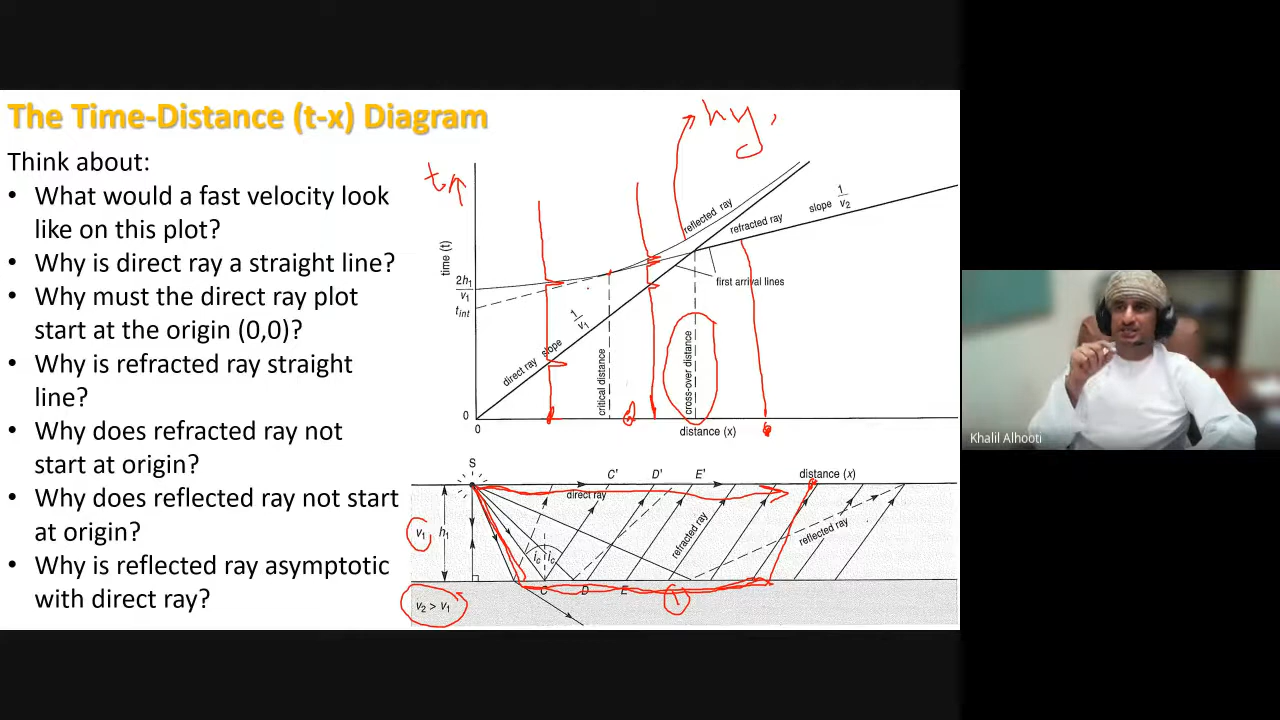 The Time-Distance (t-x) Diagram
Think about:
• What would a fast velocity look
like on this plot?
• Why is direct ray a straight line?
• Why must the direct ray plot
start at the origin (0,0)?
• Why is refracted ray straight
line?
• Why does refracted ray not
start at origin?
• Why does reflected ray not start
at origin?
• Why is reflected ray asymptotic
with direct ray?
hy,
t
time (t)
2h₁
v₁
t_int
0
0
direct ray
slope
1
v₁
reflected ray
refracted ray
slope
1
v₂
first arrival lines
critical distance
cross-over distance
distance (x)
S
C'
D'
E'
distance (x)
direct ray
v₁
h₁
i_c
i_c
refracted ray
reflected ray
C
D
E
v₂ > v₁
Khalil Alhooti